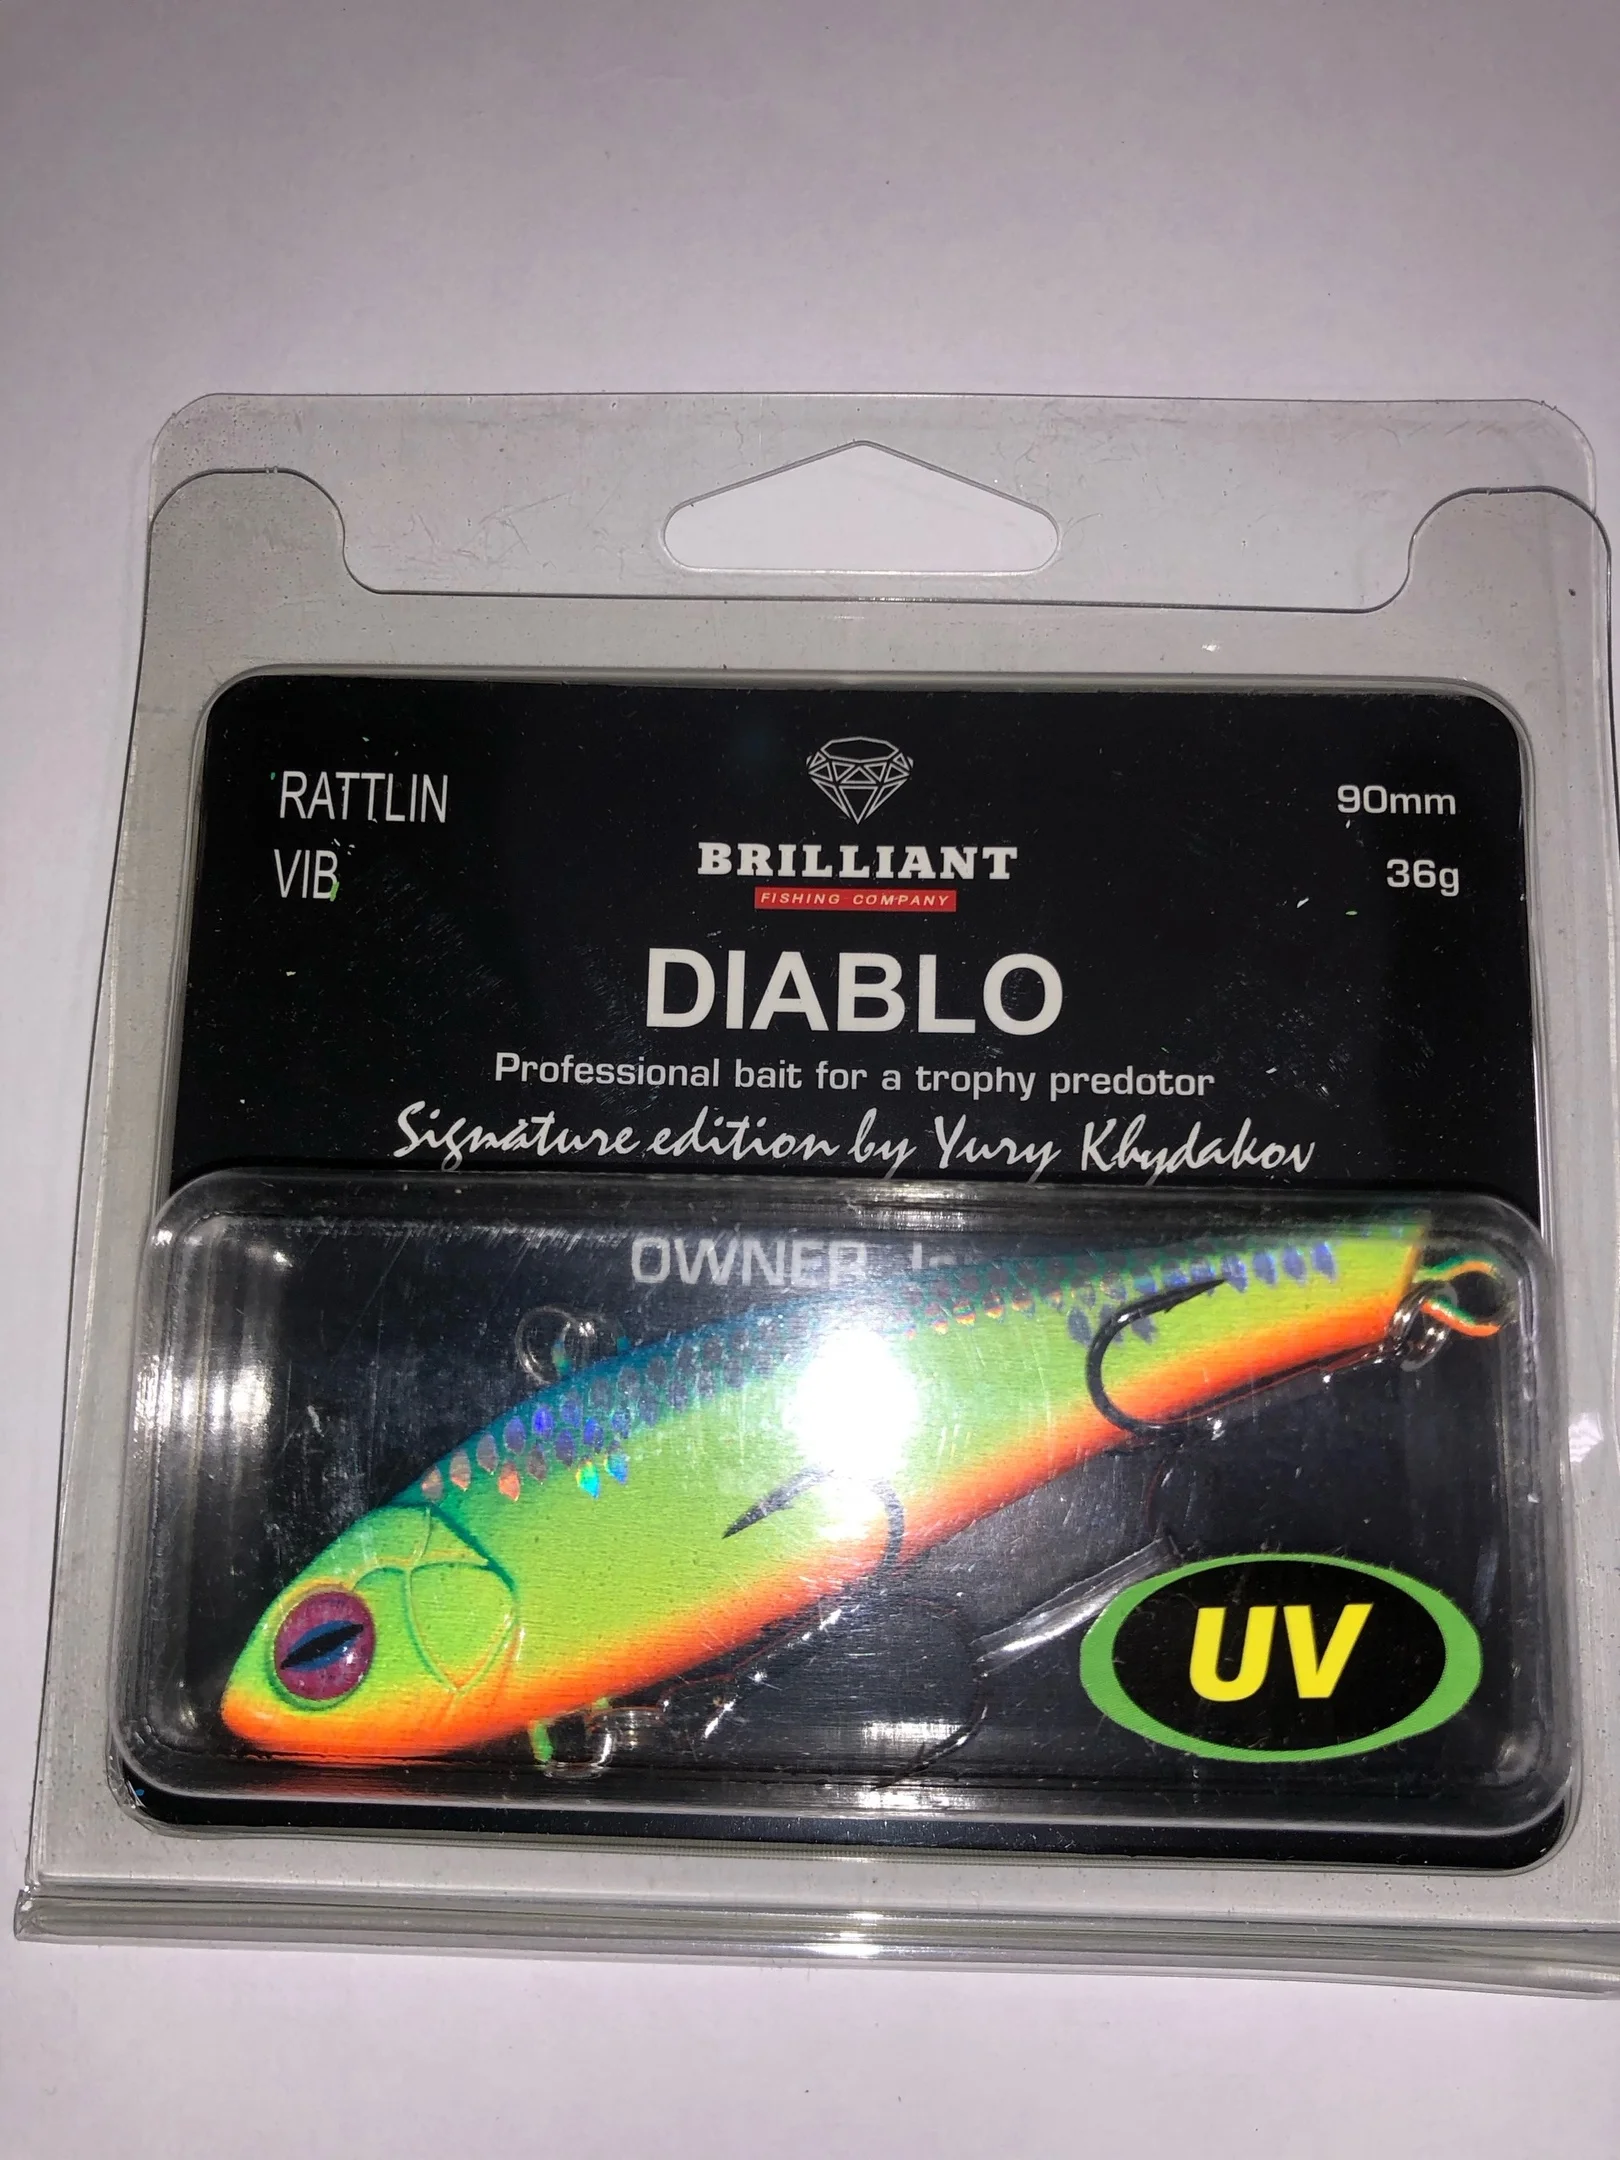 RATTLIN
VIB
90mm
36g
BRILLIANT
FISHING COMPANY
DIABLO
Professional bait for a trophy predotor
Signature edition by Yury Khydakov
OWNER
UV